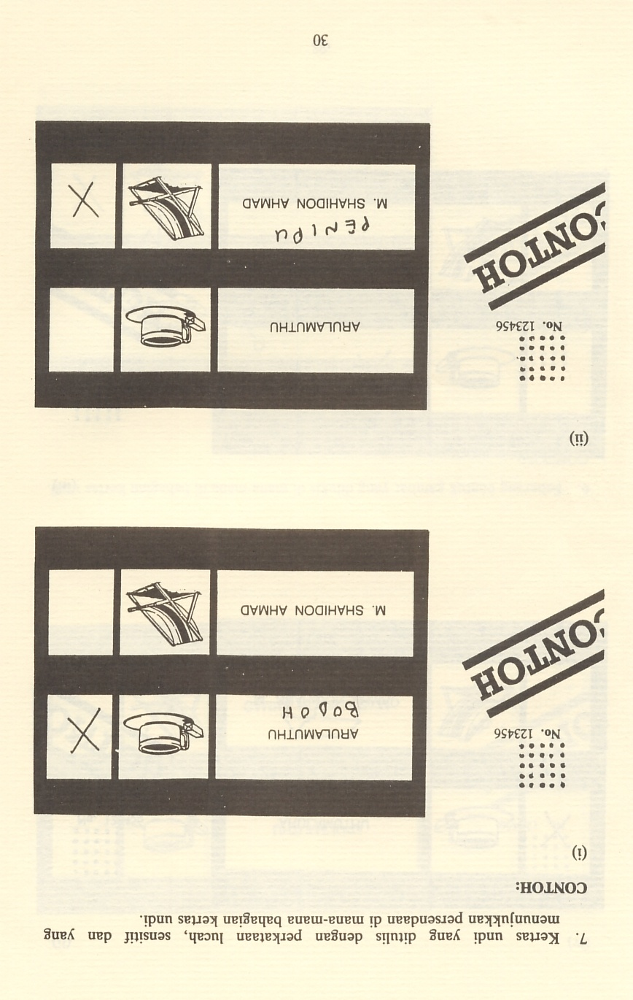 7. Kertas undi yang ditulis dengan perkataan lucah, sensitif dan yang
menunjukkan persendaan di mana-mana bahagian kertas undi.
CONTOH:
(i)
No. 123456
CONTOH
ARULAMUTHU
BODOH
M. SHAHIDON AHMAD
(ii)
No. 123456
CONTOH
ARULAMUTHU
PENIPU
M. SHAHIDON AHMAD
30